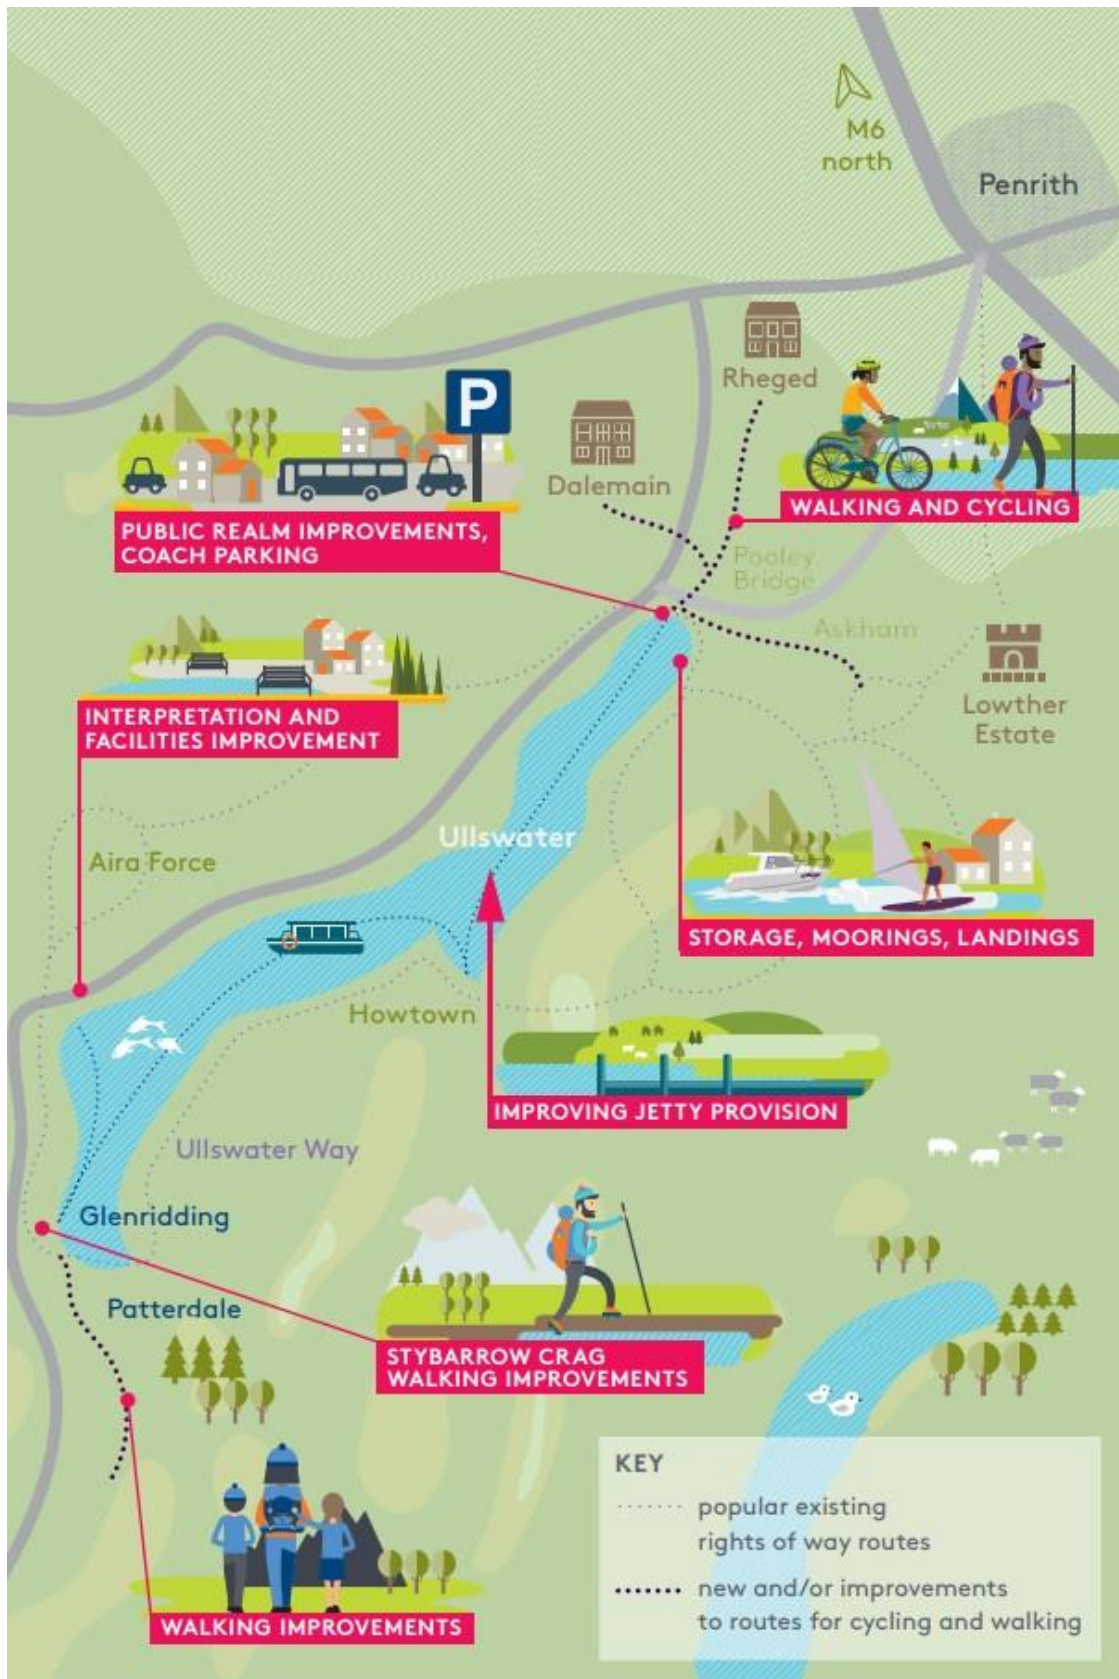 M6
north
Penrith
P
Rheged
Dalemain
WALKING AND CYCLING
PUBLIC REALM IMPROVEMENTS,
COACH PARKING
Pooley
Bridge
Askham
Lowther
Estate
INTERPRETATION AND
FACILITIES IMPROVEMENT
Ullswater
Aira Force
STORAGE, MOORINGS, LANDINGS
Howtown
IMPROVING JETTY PROVISION
Ullswater Way
Glenridding
Patterdale
STYBARROW CRAG
WALKING IMPROVEMENTS
WALKING IMPROVEMENTS
KEY
popular existing
rights of way routes
new and/or improvements
to routes for cycling and walking